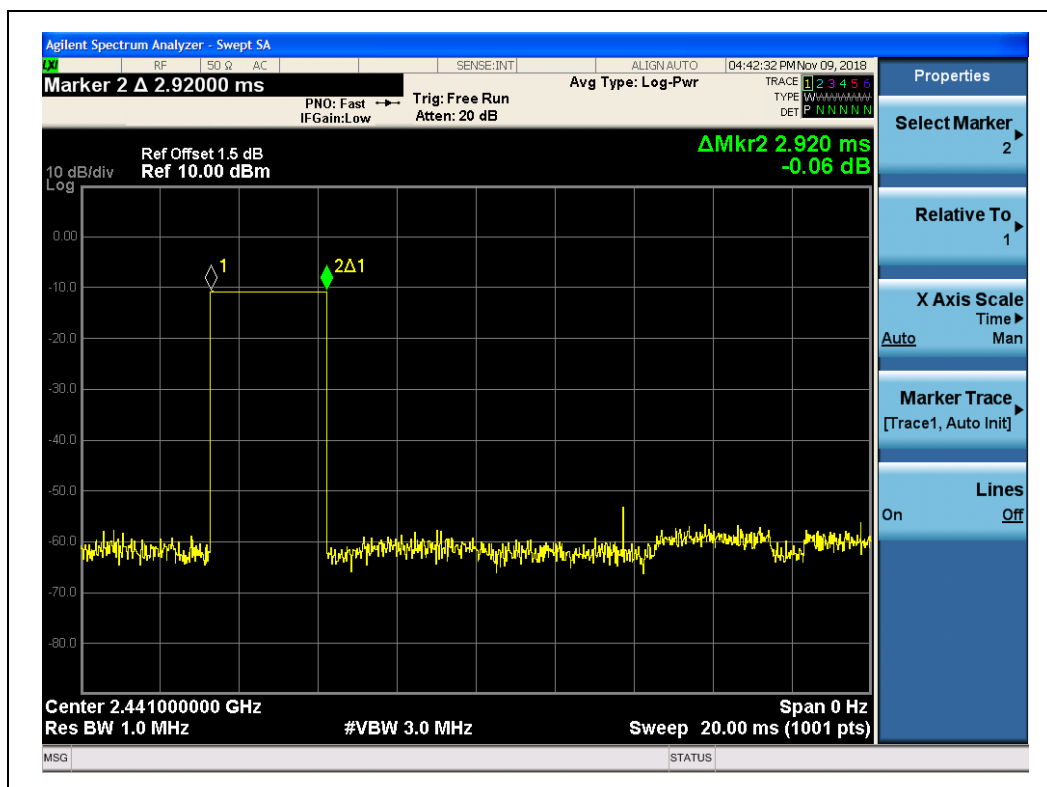 Agilent Spectrum Analyzer - Swept SA
LXI RF 50 Ω AC SENSE:INT ALIGN AUTO 04:42:32 PM Nov 09, 2018
Marker 2 Δ 2.92000 ms
PNO: Fast
IFGain:Low
Trig: Free Run
Atten: 20 dB
Avg Type: Log-Pwr
TRACE 1 2 3 4 5 6
TYPE WWWWWW
DET P N N N N N
ΔMkr2 2.920 ms
-0.06 dB
Ref Offset 1.5 dB
10 dB/div Ref 10.00 dBm
Log
0.00
-10.0
-20.0
-30.0
-40.0
-50.0
-60.0
-70.0
-80.0
1
2Δ1
Center 2.441000000 GHz Span 0 Hz
Res BW 1.0 MHz #VBW 3.0 MHz Sweep 20.00 ms (1001 pts)
MSG STATUS
Properties
Select Marker
2
Relative To
1
X Axis Scale
Time
Auto Man
Marker Trace
[Trace1, Auto Init]
Lines
On Off